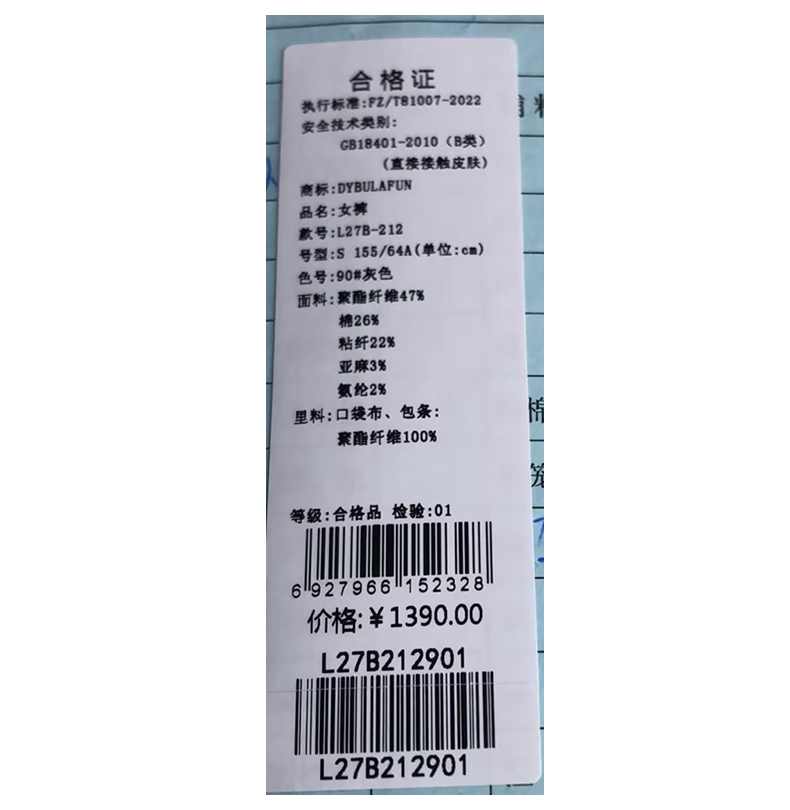 合格证
执行标准:FZ/T81007-2022
安全技术类别:
GB18401-2010（B类）
(直接接触皮肤)
商标:DYBULAFUN
品名:女裤
款号:L27B-212
号型:S 155/64A(单位:cm)
色号:90#灰色
面料:聚酯纤维47%
棉26%
粘纤22%
亚麻3%
氨纶2%
里料:口袋布、包条:
聚酯纤维100%
等级:合格品 检验:01
6 927966 152328
价格:￥1390.00
L27B212901
L27B212901